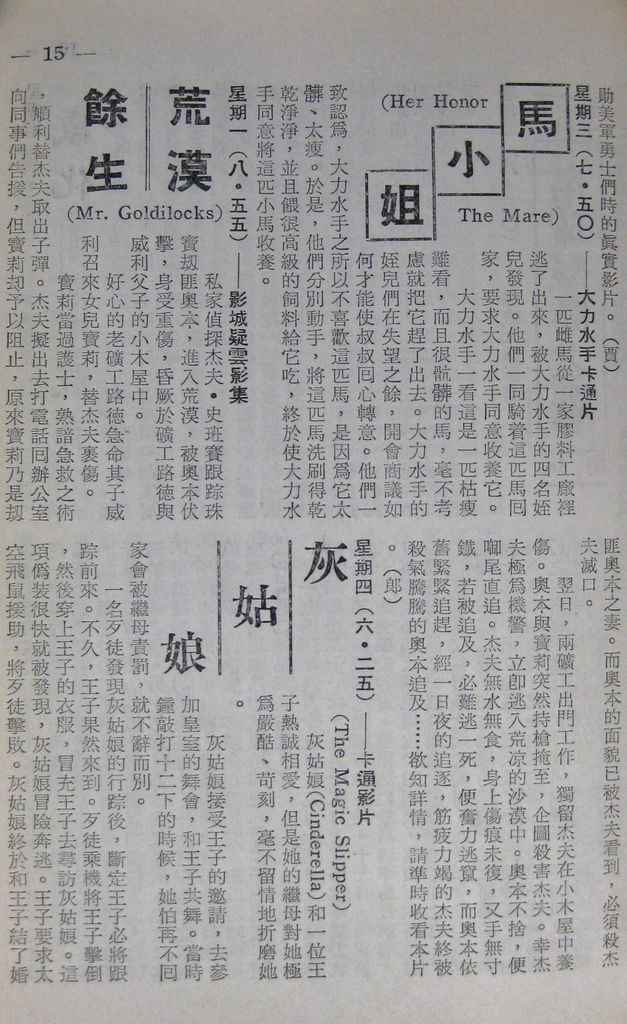 — 15 —
勛美軍勇士們時的眞實影片。（賈）
星期三（七・五〇）——大力水手卡通片
馬小姐
(Her Honor The Mare)
一匹雌馬從一家膠料工廠裡
逃了出來，被大力水手的四名姪
兒發現。他們一同騎着這匹馬囘
家，要求大力水手同意收養它。
大力水手一看這是一匹枯瘦
難看，而且很骯髒的馬，毫不考
慮就把它趕了出去。大力水手的
姪兒們在失望之餘，開會商議如
何才能使叔叔囘心轉意。他們一
致認爲，大力水手之所以不喜歡這匹馬，是因爲它太
髒、太瘦。於是，他們分別動手，將這匹馬洗刷得乾
乾淨淨，並且餵很高級的飼料給它吃，終於使大力水
手同意將這匹小馬收養。
星期一（八・五五）——影城疑雲影集
荒漠餘生
(Mr. Goldilocks)
私家偵探杰夫・史班賽跟踪珠
寶刼匪奧本，進入荒漠，被奧本伏
擊，身受重傷，昏厥於礦工路德與
威利父子的小木屋中。
好心的老礦工路德急命其子威
利召來女兒寶莉，替杰夫裹傷。
寶莉當過護士，熟諳急救之術
，順利替杰夫取出子彈。杰夫擬出去打電話囘辦公室
向同事們告援，但寶莉却予以阻止，原來寶莉乃是刼
匪奧本之妻。而奧本的面貌已被杰夫看到，必須殺杰
夫滅口。
翌日，兩礦工出門工作，獨留杰夫在小木屋中養
傷。奧本與寶莉突然持槍掩至，企圖殺害杰夫。幸杰
夫極爲機警，立即逃入荒凉的沙漠中。奧本不捨，便
啣尾直追。杰夫無水無食，身上傷痕未復，又手無寸
鐵，若被追及，必難逃一死，便奮力逃竄，而奧本依
舊緊緊追趕，經一日夜的追逐，筋疲力竭的杰夫終被
殺氣騰騰的奧本追及……欲知詳情，請準時收看本片
。（郎）
星期四（六・二五）——卡通影片
灰姑娘
(The Magic Slipper)
灰姑娘(Cinderella)和一位王
子熱誠相愛，但是她的繼母對她極
爲嚴酷、苛刻，毫不留情地折磨她
。
灰姑娘接受王子的邀請，去參
加皇室的舞會，和王子共舞。當時
鐘敲打十二下的時候，她怕再不囘
家會被繼母責罰，就不辭而別。
一名歹徒發現灰姑娘的行踪後，斷定王子必將跟
踪前來。不久，王子果然來到。歹徒乘機將王子擊倒
，然後穿上王子的衣服，冒充王子去尋訪灰姑娘。這
項僞裝很快就被發現，灰姑娘冒險奔逃。王子要求太
空飛鼠援助，將歹徒擊敗。灰姑娘終於和王子結了婚